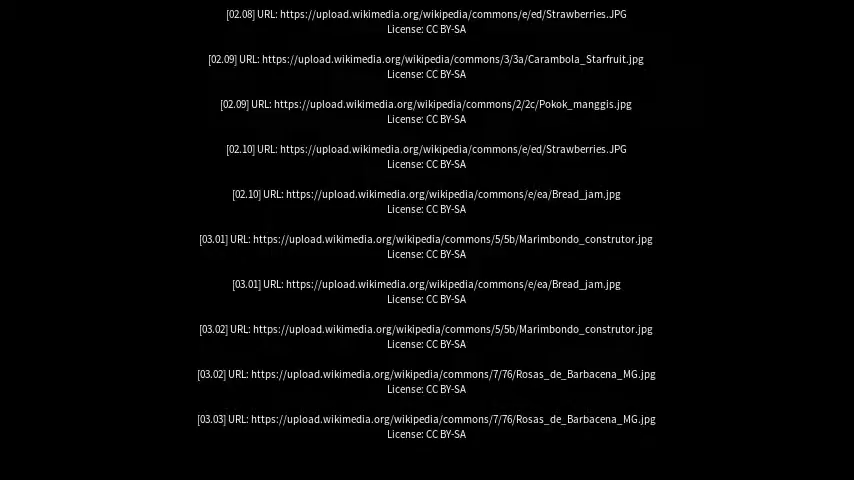 [02.08] URL: https://upload.wikimedia.org/wikipedia/commons/e/ed/Strawberries.JPG
License: CC BY-SA
[02.09] URL: https://upload.wikimedia.org/wikipedia/commons/3/3a/Carambola_Starfruit.jpg
License: CC BY-SA
[02.09] URL: https://upload.wikimedia.org/wikipedia/commons/2/2c/Pokok_manggis.jpg
License: CC BY-SA
[02.10] URL: https://upload.wikimedia.org/wikipedia/commons/e/ed/Strawberries.JPG
License: CC BY-SA
[02.10] URL: https://upload.wikimedia.org/wikipedia/commons/e/ea/Bread_jam.jpg
License: CC BY-SA
[03.01] URL: https://upload.wikimedia.org/wikipedia/commons/5/5b/Marimbondo_construtor.jpg
License: CC BY-SA
[03.01] URL: https://upload.wikimedia.org/wikipedia/commons/e/ea/Bread_jam.jpg
License: CC BY-SA
[03.02] URL: https://upload.wikimedia.org/wikipedia/commons/5/5b/Marimbondo_construtor.jpg
License: CC BY-SA
[03.02] URL: https://upload.wikimedia.org/wikipedia/commons/7/76/Rosas_de_Barbacena_MG.jpg
License: CC BY-SA
[03.03] URL: https://upload.wikimedia.org/wikipedia/commons/7/76/Rosas_de_Barbacena_MG.jpg
License: CC BY-SA